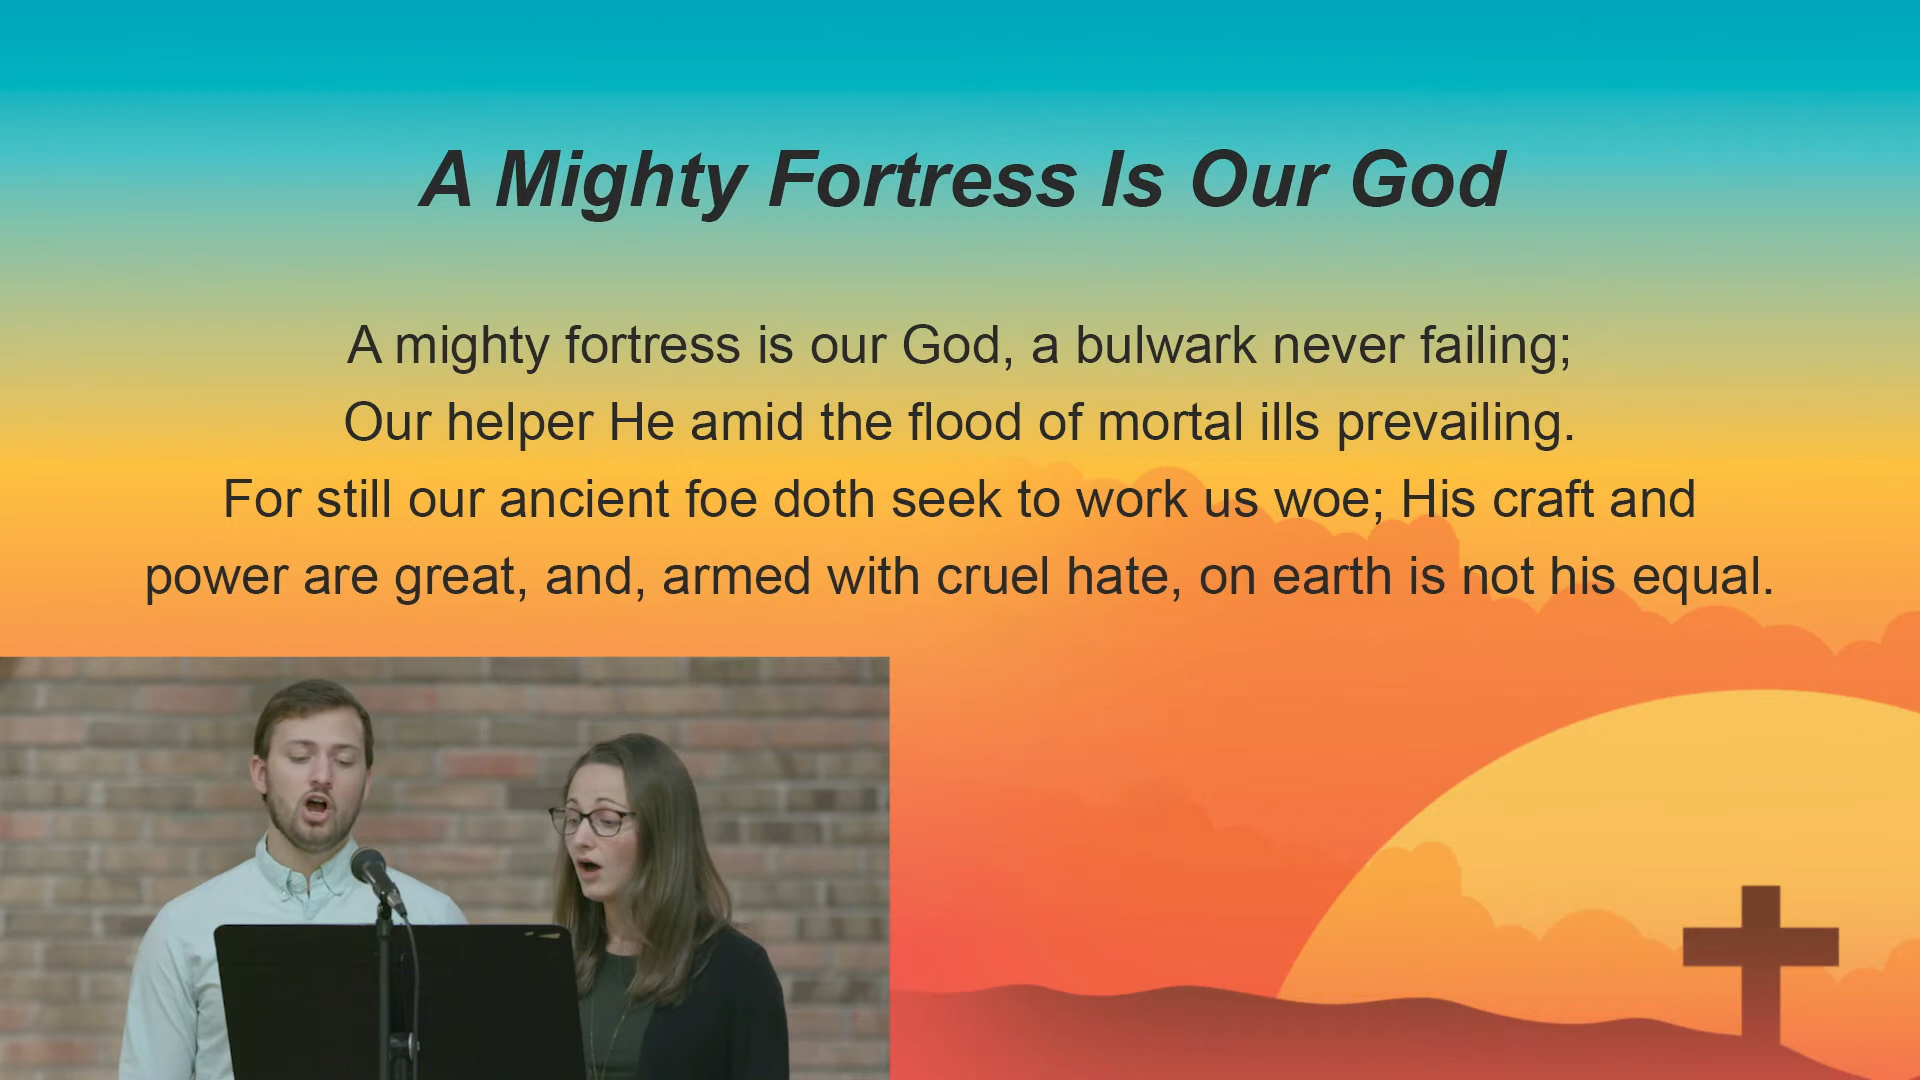 A Mighty Fortress Is Our God
A mighty fortress is our God, a bulwark never failing;
Our helper He amid the flood of mortal ills prevailing.
For still our ancient foe doth seek to work us woe; His craft and
power are great, and, armed with cruel hate, on earth is not his equal.